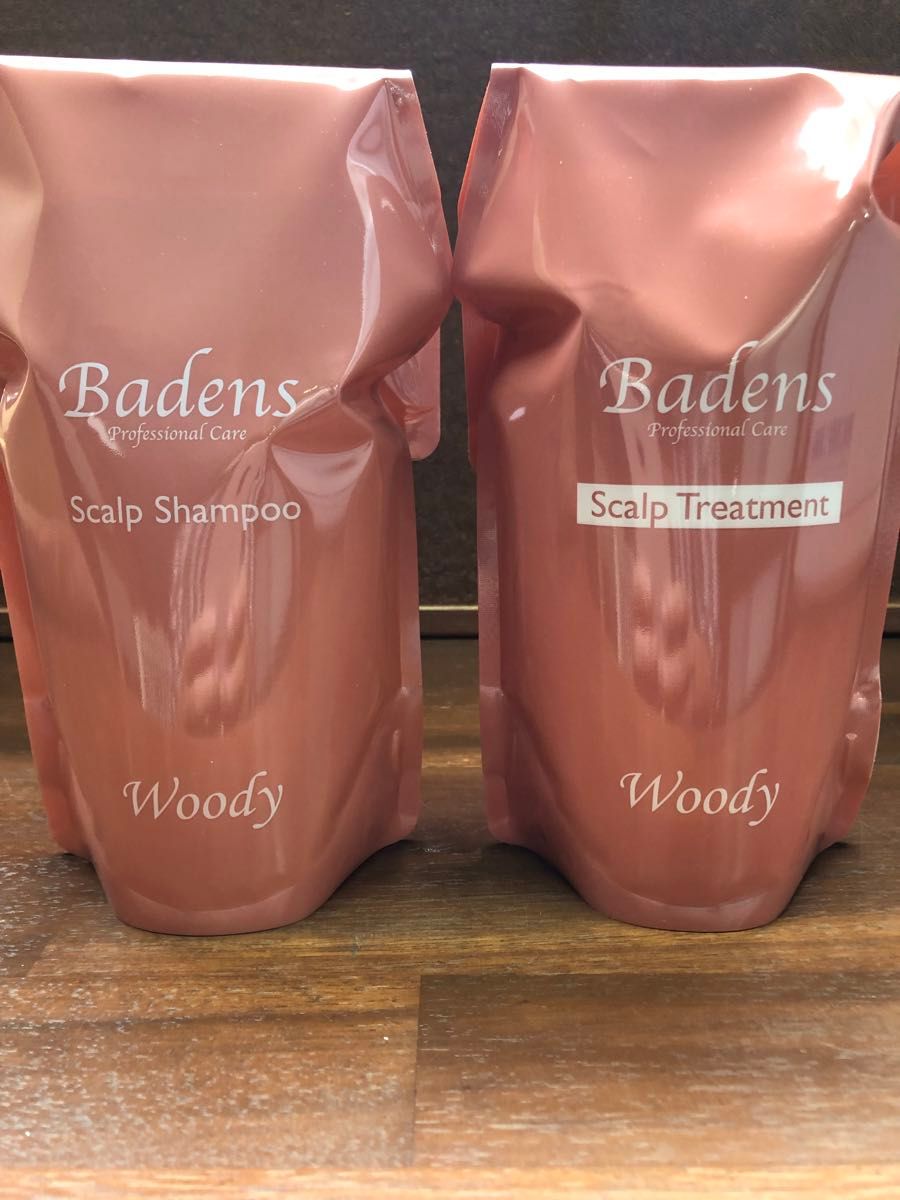 Badens
Professional Care
Scalp Shampoo
Woody
Badens
Professional Care
Scalp Treatment
Woody